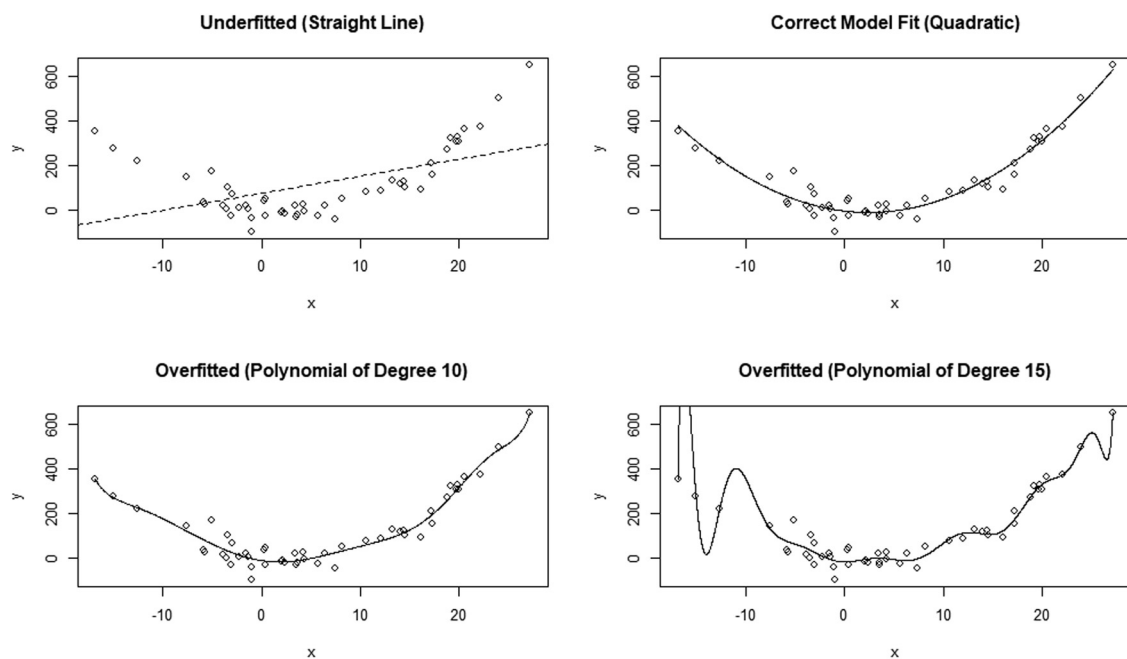 Underfitted (Straight Line)
600
400
200
0
y
-10 0 10 20
x
Correct Model Fit (Quadratic)
600
400
200
0
y
-10 0 10 20
x
Overfitted (Polynomial of Degree 10)
600
400
200
0
y
-10 0 10 20
x
Overfitted (Polynomial of Degree 15)
600
400
200
0
y
-10 0 10 20
x